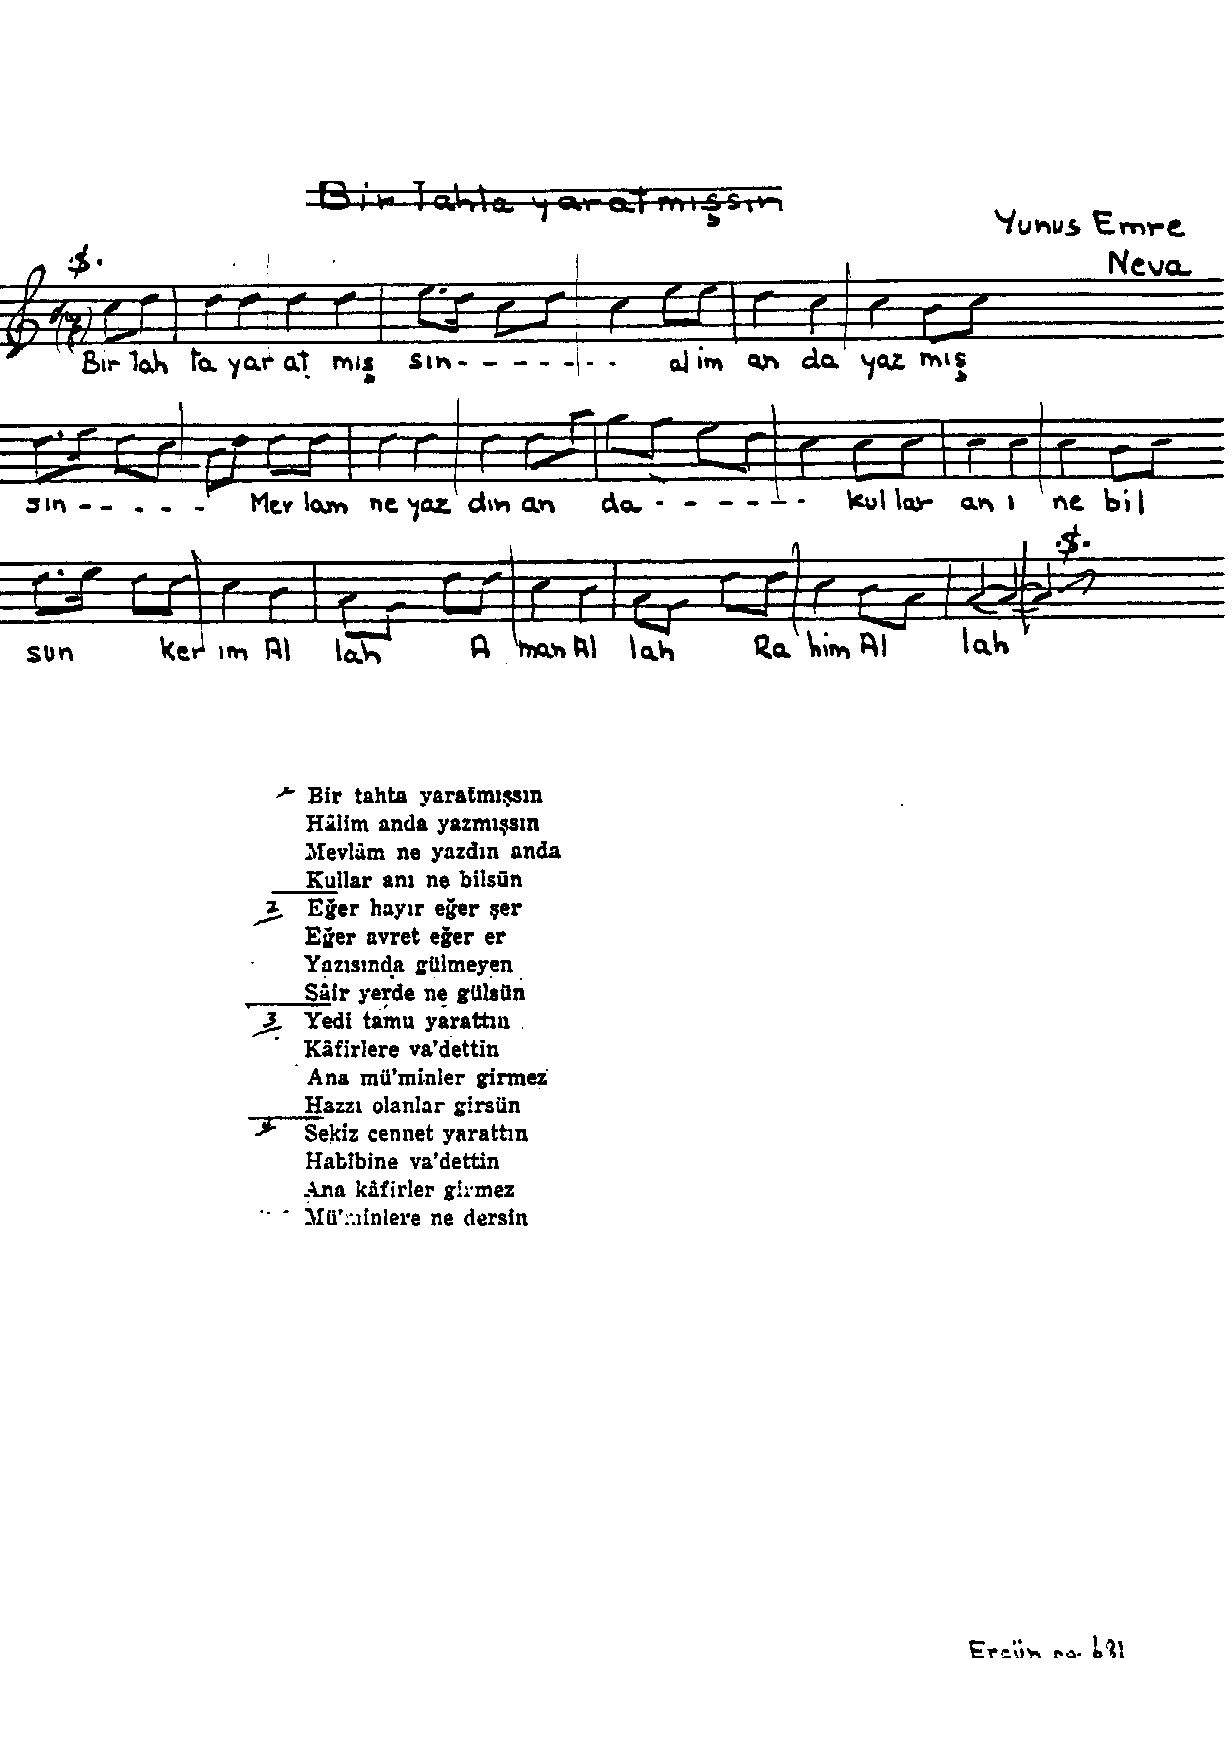 Bir tahta yaratmışsın
Yunus Emre
Neva
Bir tah ta yar at mış sın - - - - - - - alim an da yaz mış
sın - - - - - Mev lam ne yaz dın an da - - - - - - kul lar an ı ne bil
sun Ker ım Al lah A man Al lah Ra him Al lah
Bir tahta yaratmışsın
Hâlim anda yazmışsın
Mevlâm ne yazdın anda
Kullar anı ne bilsün
2 Eğer hayır eğer şer
Eğer avret eğer er
Yazısında gülmeyen
Sâir yerde ne gülsün
3 Yedi tamu yarattın
Kâfirlere va'dettin
Ana mü'minler girmez
Hazzı olanlar girsün
4 Sekiz cennet yarattın
Habîbine va'dettin
Ana kâfirler girmez
Mü'minlere ne dersin
Ergün no. 631